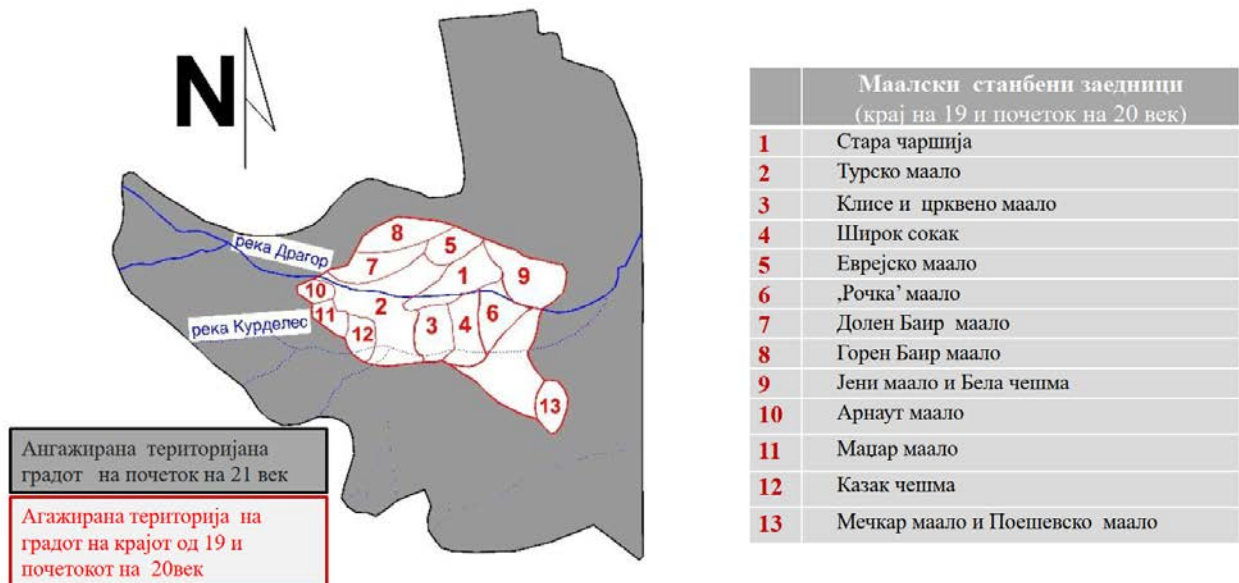 N
река Драгор
река Курделес
8
5
7
1
9
10
2
11
3
4
6
12
13
Ангажирана територијана
градот на почеток на 21 век
Агажирана територија на
градот на крајот од 19 и
почетокот на 20век
Маалски станбени заедници
(крај на 19 и почеток на 20 век)
1 Стара чаршија
2 Турско маало
3 Клисе и црквено маало
4 Широк сокак
5 Еврејско маало
6 ‚Рочка’ маало
7 Долен Баир маало
8 Горен Баир маало
9 Јени маало и Бела чешма
10 Арнаут маало
11 Маџар маало
12 Казак чешма
13 Мечкар маало и Поешевско маало